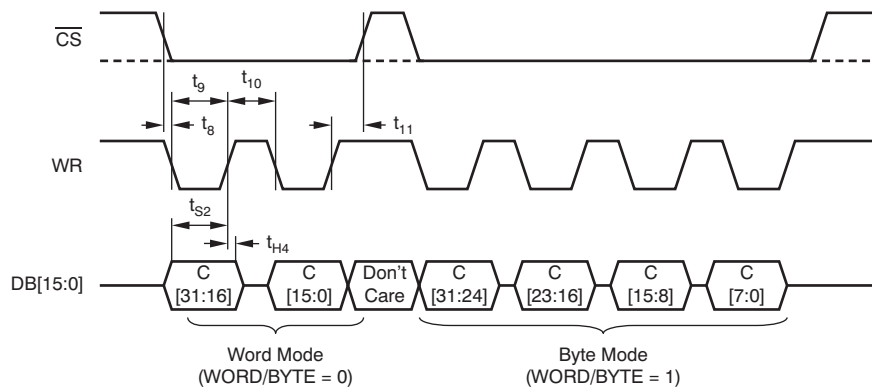 CS
t9
t10
t8
t11
WR
tS2
tH4
DB[15:0]
C
[31:16]
C
[15:0]
Don't
Care
C
[31:24]
C
[23:16]
C
[15:8]
C
[7:0]
Word Mode
(WORD/BYTE = 0)
Byte Mode
(WORD/BYTE = 1)